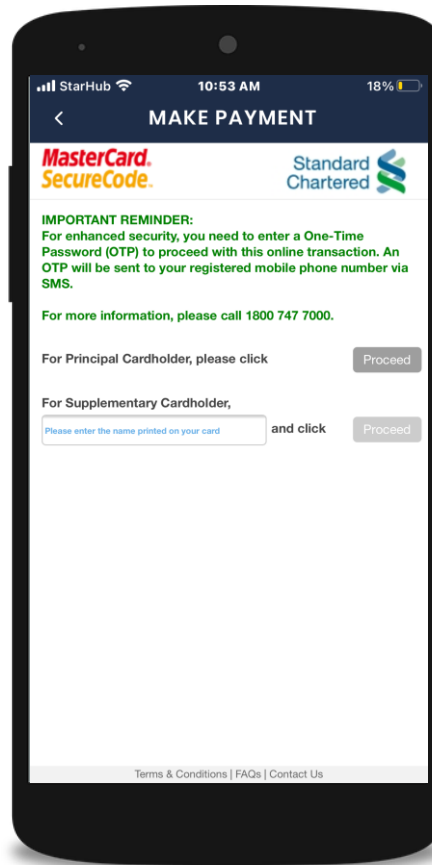 StarHub 10:53 AM 18%
MAKE PAYMENT
MasterCard. Standard
SecureCode. Chartered
IMPORTANT REMINDER:
For enhanced security, you need to enter a One-Time
Password (OTP) to proceed with this online transaction. An
OTP will be sent to your registered mobile phone number via
SMS.
For more information, please call 1800 747 7000.
For Principal Cardholder, please click Proceed
For Supplementary Cardholder,
Please enter the name printed on your card and click Proceed
Terms & Conditions | FAQs | Contact Us